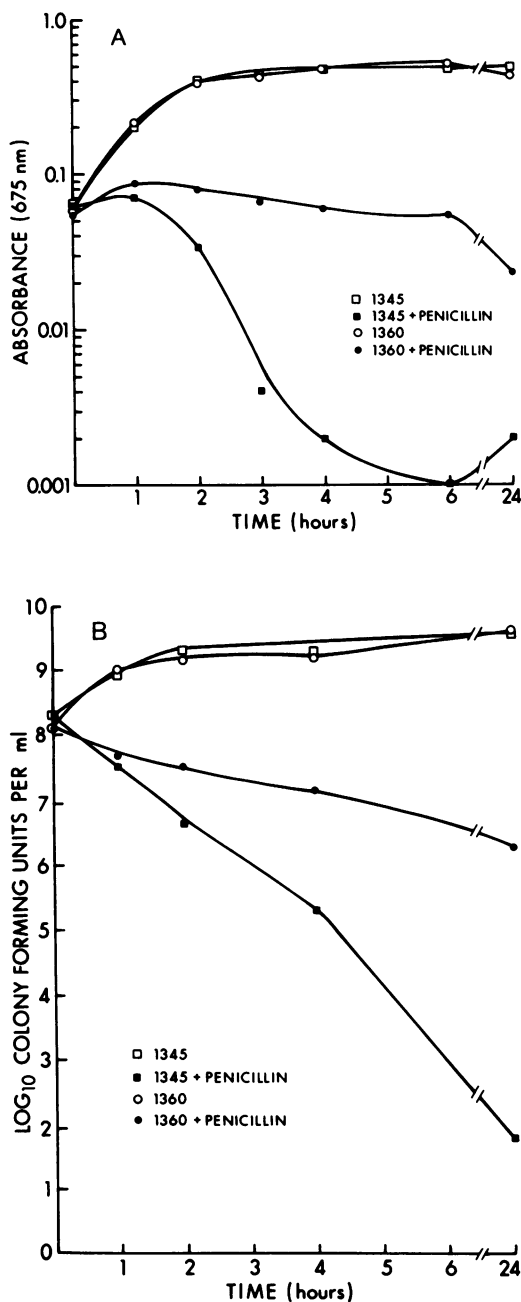 A
ABSORBANCE (675 nm)
1.0
0.1
0.01
0.001
□ 1345
■ 1345 + PENICILLIN
○ 1360
● 1360 + PENICILLIN
1 2 3 4 6 24
TIME (hours)
B
LOG10 COLONY FORMING UNITS PER ml
10
9
8
7
6
5
4
3
2
1
0
□ 1345
■ 1345 + PENICILLIN
○ 1360
● 1360 + PENICILLIN
1 2 3 4 6 24
TIME (hours)